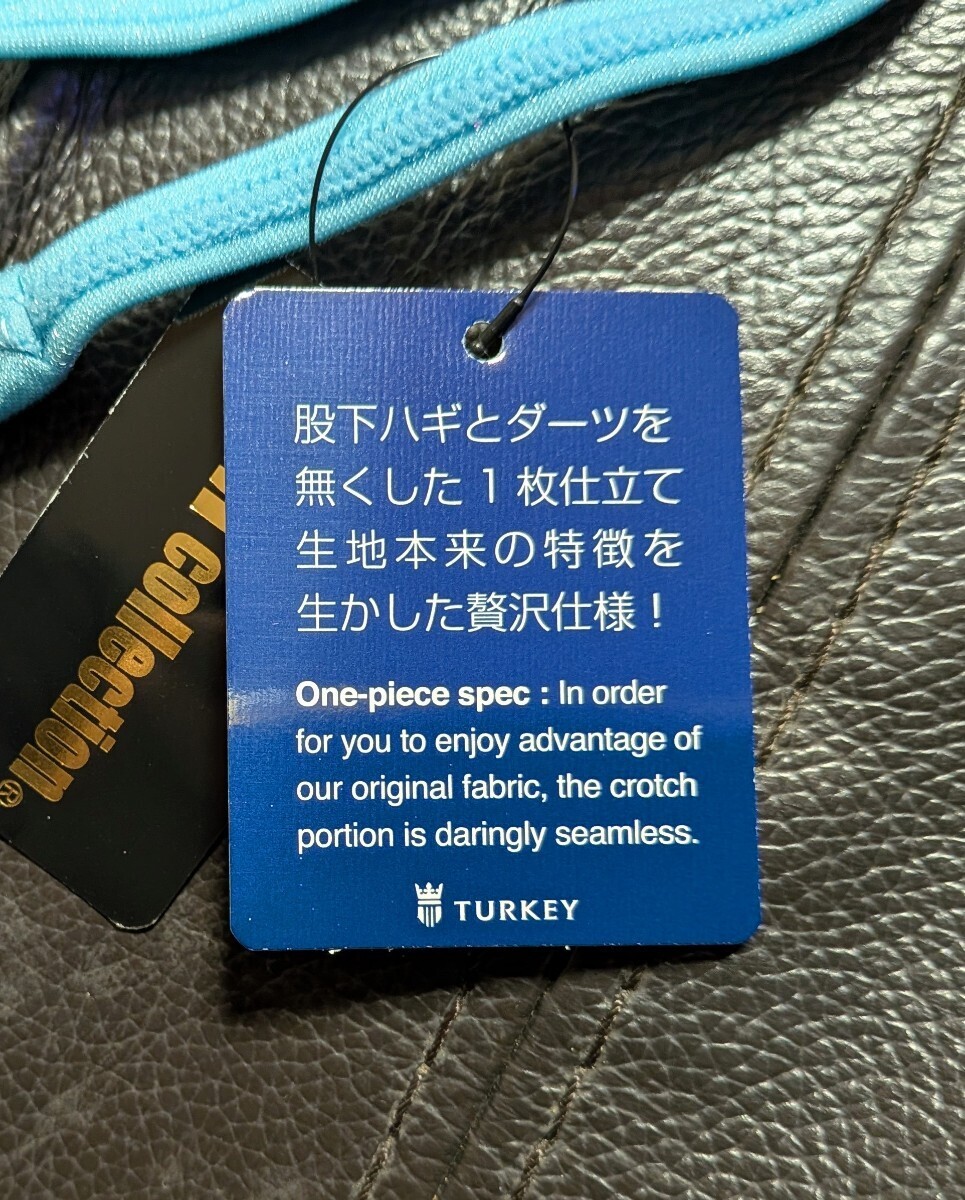 股下ハギとダーツを
無くした1枚仕立て
生地本来の特徴を
生かした贅沢仕様!
One-piece spec : In order
for you to enjoy advantage of
our original fabric, the crotch
portion is daringly seamless.
TURKEY
collection®